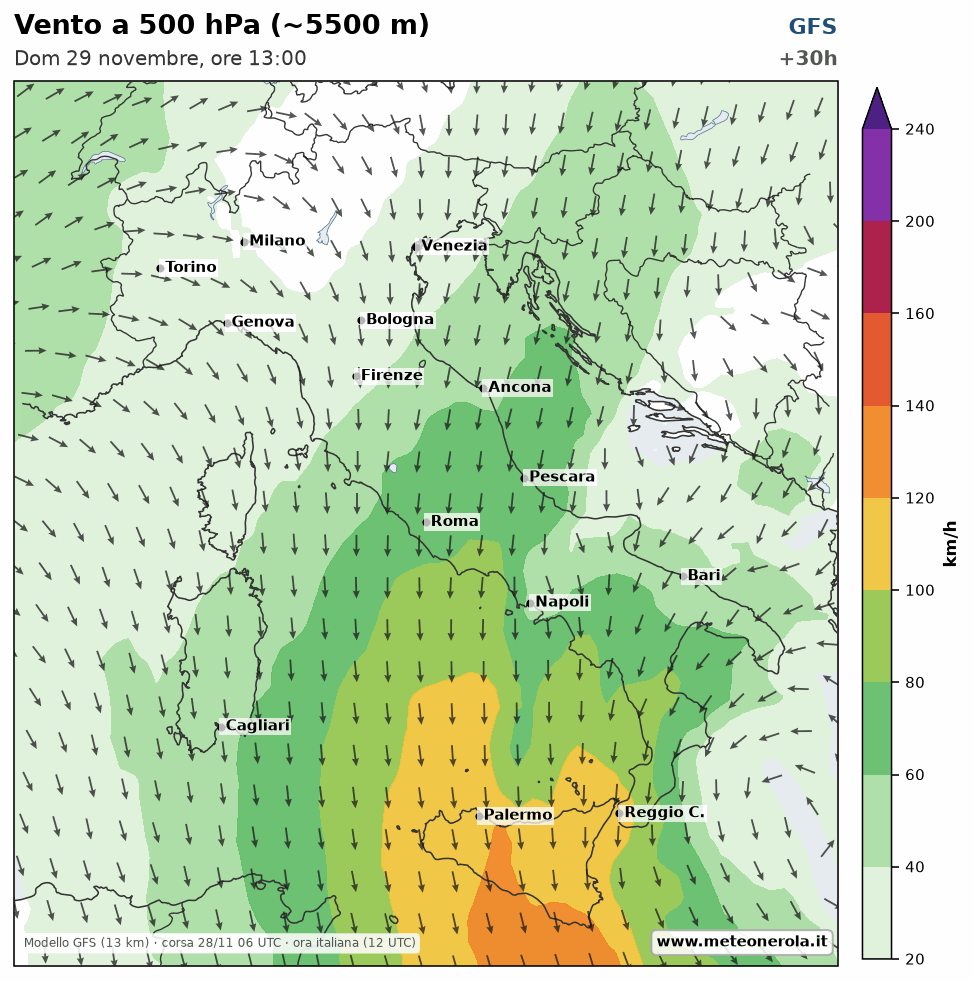 Vento a 500 hPa (~5500 m)
GFS
Dom 29 novembre, ore 13:00
+30h
240
200
160
140
120
100
80
60
40
20
km/h
Milano
Venezia
Torino
Genova
Bologna
Firenze
Ancona
Pescara
Roma
Bari
Napoli
Cagliari
Palermo
Reggio C.
Modello GFS (13 km) · corsa 28/11 06 UTC · ora italiana (12 UTC)
www.meteonerola.it